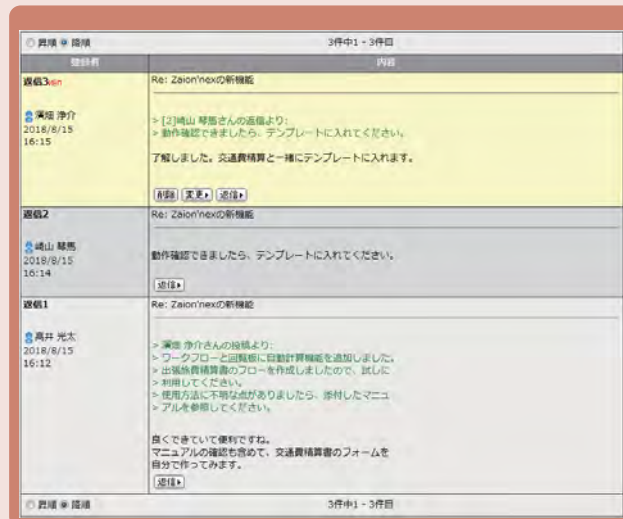 昇順 降順 3件中1 - 3件目
登録者 内容
返信3 Re: Zaion'nexの新機能
濱畑 浄介
2018/8/15
16:15
> [2]崎山 琴馬さんの返信より:
> 動作確認できましたら、テンプレートに入れてください。
了解しました。交通費精算と一緒にテンプレートに入れます。
削除 変更 返信
返信2 Re: Zaion'nexの新機能
崎山 琴馬
2018/8/15
16:14
動作確認できましたら、テンプレートに入れてください。
返信
返信1 Re: Zaion'nexの新機能
高井 光太
2018/8/15
16:12
> 濱畑 浄介さんの投稿より:
> ワークフローと回覧板に自動計算機能を追加しました。
> 出張旅費精算書のフローを作成しましたので、試しに
> 利用してください。
> 使用方法に不明な点がありましたら、添付したマニュ
> アルを参照してください。
良くできていて便利ですね。
マニュアルの確認も含めて、交通費精算書のフォームを
自分で作ってみます。
返信
昇順 降順 3件中1 - 3件目